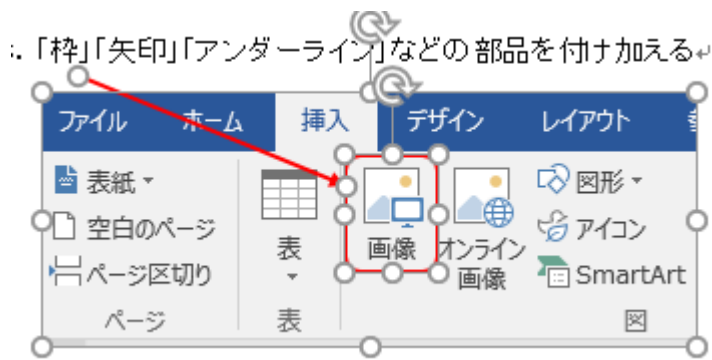 .「枠」「矢印」「アンダーライン」などの部品を付け加える↵
ファイル ホーム 挿入 デザイン レイアウト
表紙
空白のページ
ページ区切り
ページ
表
表
画像
オンライン
画像
図形
アイコン
SmartArt
図